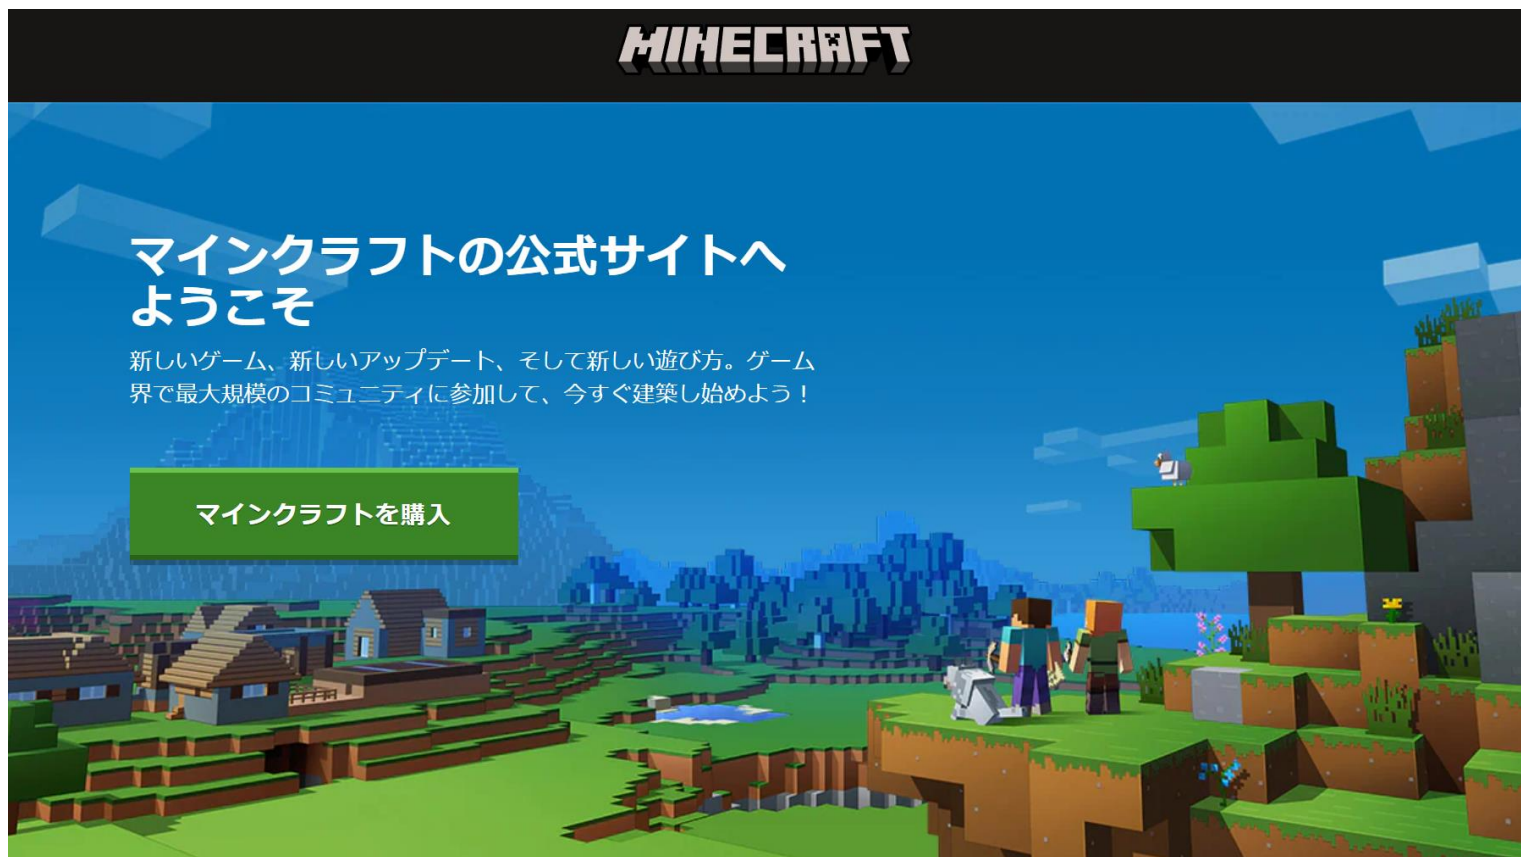 MINECRAFT
マインクラフトの公式サイトへ
ようこそ
新しいゲーム、新しいアップデート、そして新しい遊び方。ゲーム
界で最大規模のコミュニティに参加して、今すぐ建築し始めよう！
マインクラフトを購入